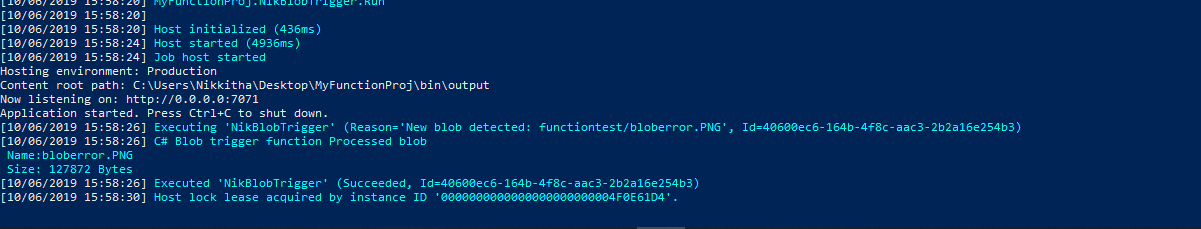 [10/06/2019 15:58:20] MyFunctionProj.NikBlobTrigger.Run
[10/06/2019 15:58:20]
[10/06/2019 15:58:20] Host initialized (436ms)
[10/06/2019 15:58:24] Host started (4936ms)
[10/06/2019 15:58:24] Job host started
Hosting environment: Production
Content root path: C:\Users\Nikkitha\Desktop\MyFunctionProj\bin\output
Now listening on: http://0.0.0.0:7071
Application started. Press Ctrl+C to shut down.
[10/06/2019 15:58:26] Executing 'NikBlobTrigger' (Reason='New blob detected: functiontest/bloberror.PNG', Id=40600ec6-164b-4f8c-aac3-2b2a16e254b3)
[10/06/2019 15:58:26] C# Blob trigger function Processed blob
Name:bloberror.PNG
Size: 127872 Bytes
[10/06/2019 15:58:26] Executed 'NikBlobTrigger' (Succeeded, Id=40600ec6-164b-4f8c-aac3-2b2a16e254b3)
[10/06/2019 15:58:30] Host lock lease acquired by instance ID '0000000000000000000000004F0E61D4'.